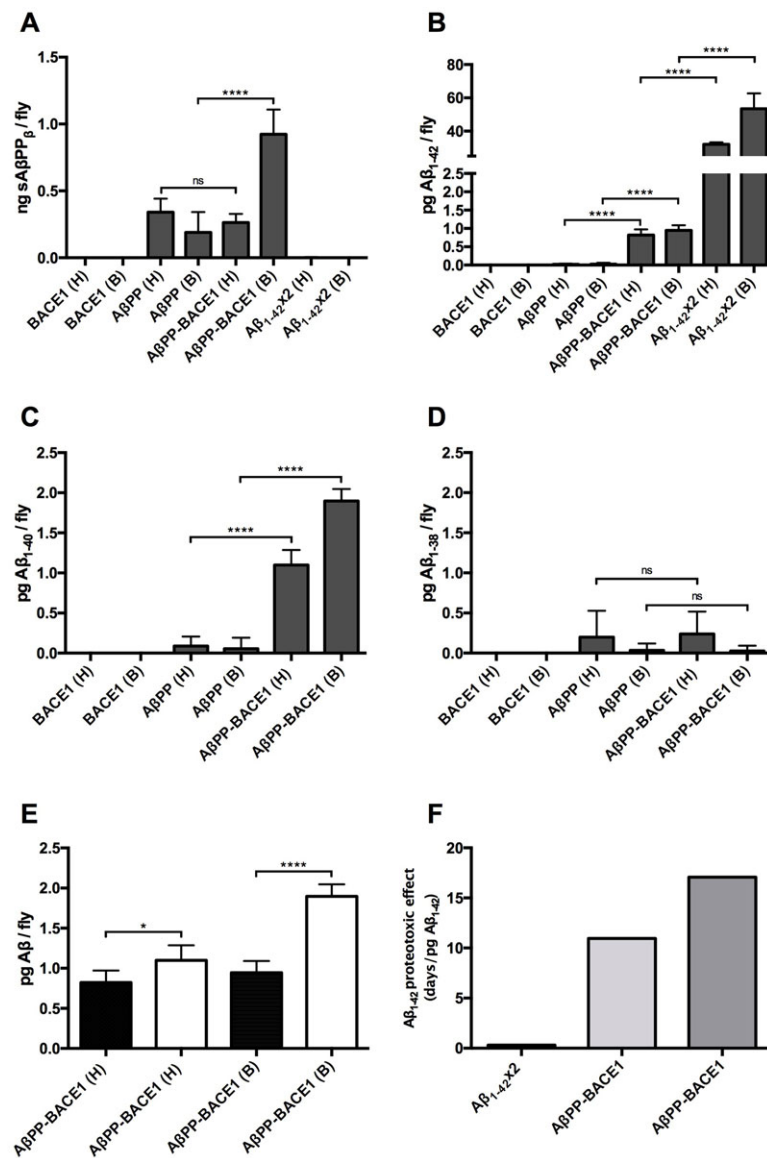 A
ng sAβPPβ / fly
1.5
1.0
0.5
0.0
****
ns
BACE1 (H)
BACE1 (B)
AβPP (H)
AβPP (B)
AβPP-BACE1 (H)
AβPP-BACE1 (B)
Aβ1-42x2 (H)
Aβ1-42x2 (B)
B
pg Aβ1-42 / fly
80
60
40
2.5
2.0
1.5
1.0
0.5
0.0
****
****
****
****
BACE1 (H)
BACE1 (B)
AβPP (H)
AβPP (B)
AβPP-BACE1 (H)
AβPP-BACE1 (B)
Aβ1-42x2 (H)
Aβ1-42x2 (B)
C
pg Aβ1-40 / fly
2.5
2.0
1.5
1.0
0.5
0.0
****
****
BACE1 (H)
BACE1 (B)
AβPP (H)
AβPP (B)
AβPP-BACE1 (H)
AβPP-BACE1 (B)
D
pg Aβ1-38 / fly
2.5
2.0
1.5
1.0
0.5
0.0
ns
ns
BACE1 (H)
BACE1 (B)
AβPP (H)
AβPP (B)
AβPP-BACE1 (H)
AβPP-BACE1 (B)
E
pg Aβ / fly
2.5
2.0
1.5
1.0
0.5
0.0
*
****
AβPP-BACE1 (H)
AβPP-BACE1 (H)
AβPP-BACE1 (B)
AβPP-BACE1 (B)
F
Aβ1-42 proteotoxic effect
(days / pg Aβ1-42)
20
15
10
5
0
Aβ1-42x2
AβPP-BACE1
AβPP-BACE1